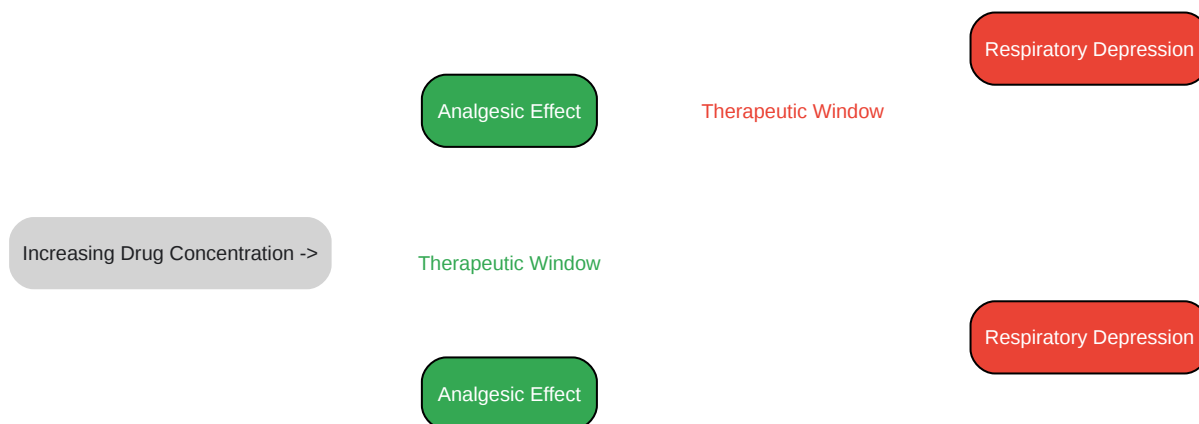 Respiratory Depression
Analgesic Effect
Therapeutic Window
Increasing Drug Concentration ->
Therapeutic Window
Respiratory Depression
Analgesic Effect